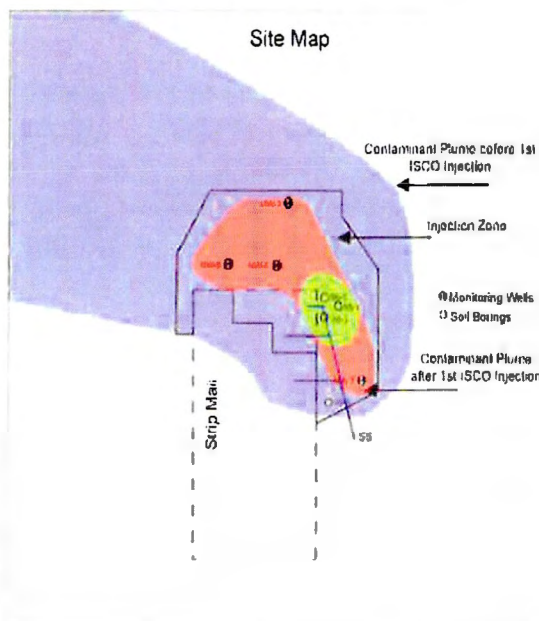 Site Map
Contaminant Plume before 1st
ISCO Injection
Injection Zone
Monitoring Wells
Soil Borings
Contaminant Plume
after 1st ISCO Injection
Strip Mall